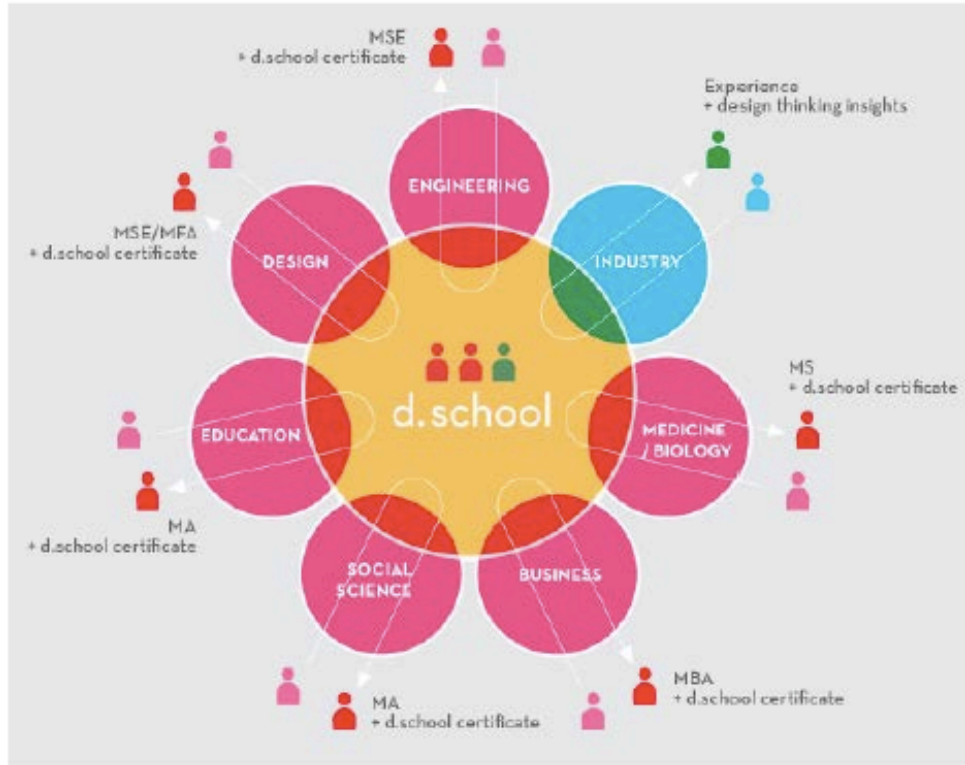 MSE
+ d.school certificate
Experience
+ design thinking insights
ENGINEERING
MSE/MFA
+ d.school certificate
DESIGN
INDUSTRY
d.school
MS
+ d.school certificate
EDUCATION
MEDICINE
/ BIOLOGY
MA
+ d.school certificate
SOCIAL
SCIENCE
BUSINESS
MA
+ d.school certificate
MBA
+ d.school certificate